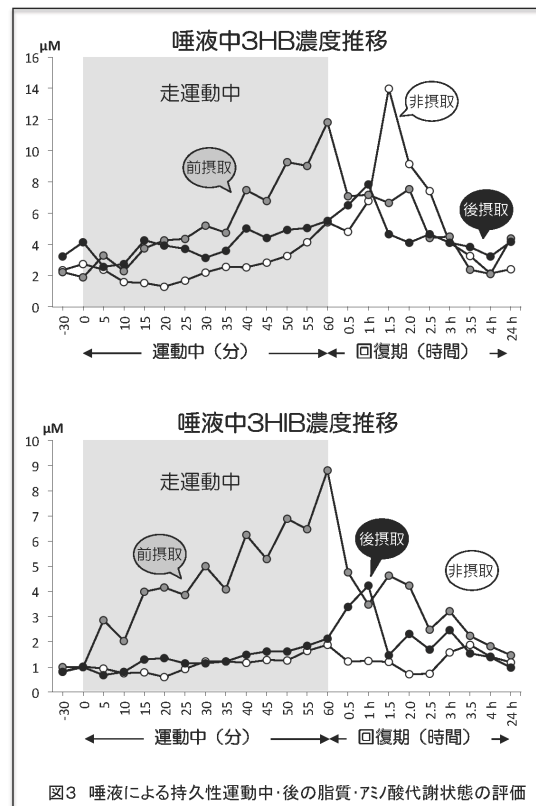 唾液中3HB濃度推移
μM
16
14
12
10
8
6
4
2
0
走運動中
前摂取
非摂取
後摂取
-30 0 5 10 15 20 25 30 35 40 45 50 55 60 0.5 1 h 1.5 2.0 2.5 3 h 3.5 4 h 24 h
運動中（分） 回復期（時間）
唾液中3HIB濃度推移
μM
10
9
8
7
6
5
4
3
2
1
0
走運動中
前摂取
後摂取
非摂取
-30 0 5 10 15 20 25 30 35 40 45 50 55 60 0.5 1 h 1.5 2.0 2.5 3 h 3.5 4 h 24 h
運動中（分） 回復期（時間）
図3 唾液による持久性運動中・後の脂質・アミノ酸代謝状態の評価